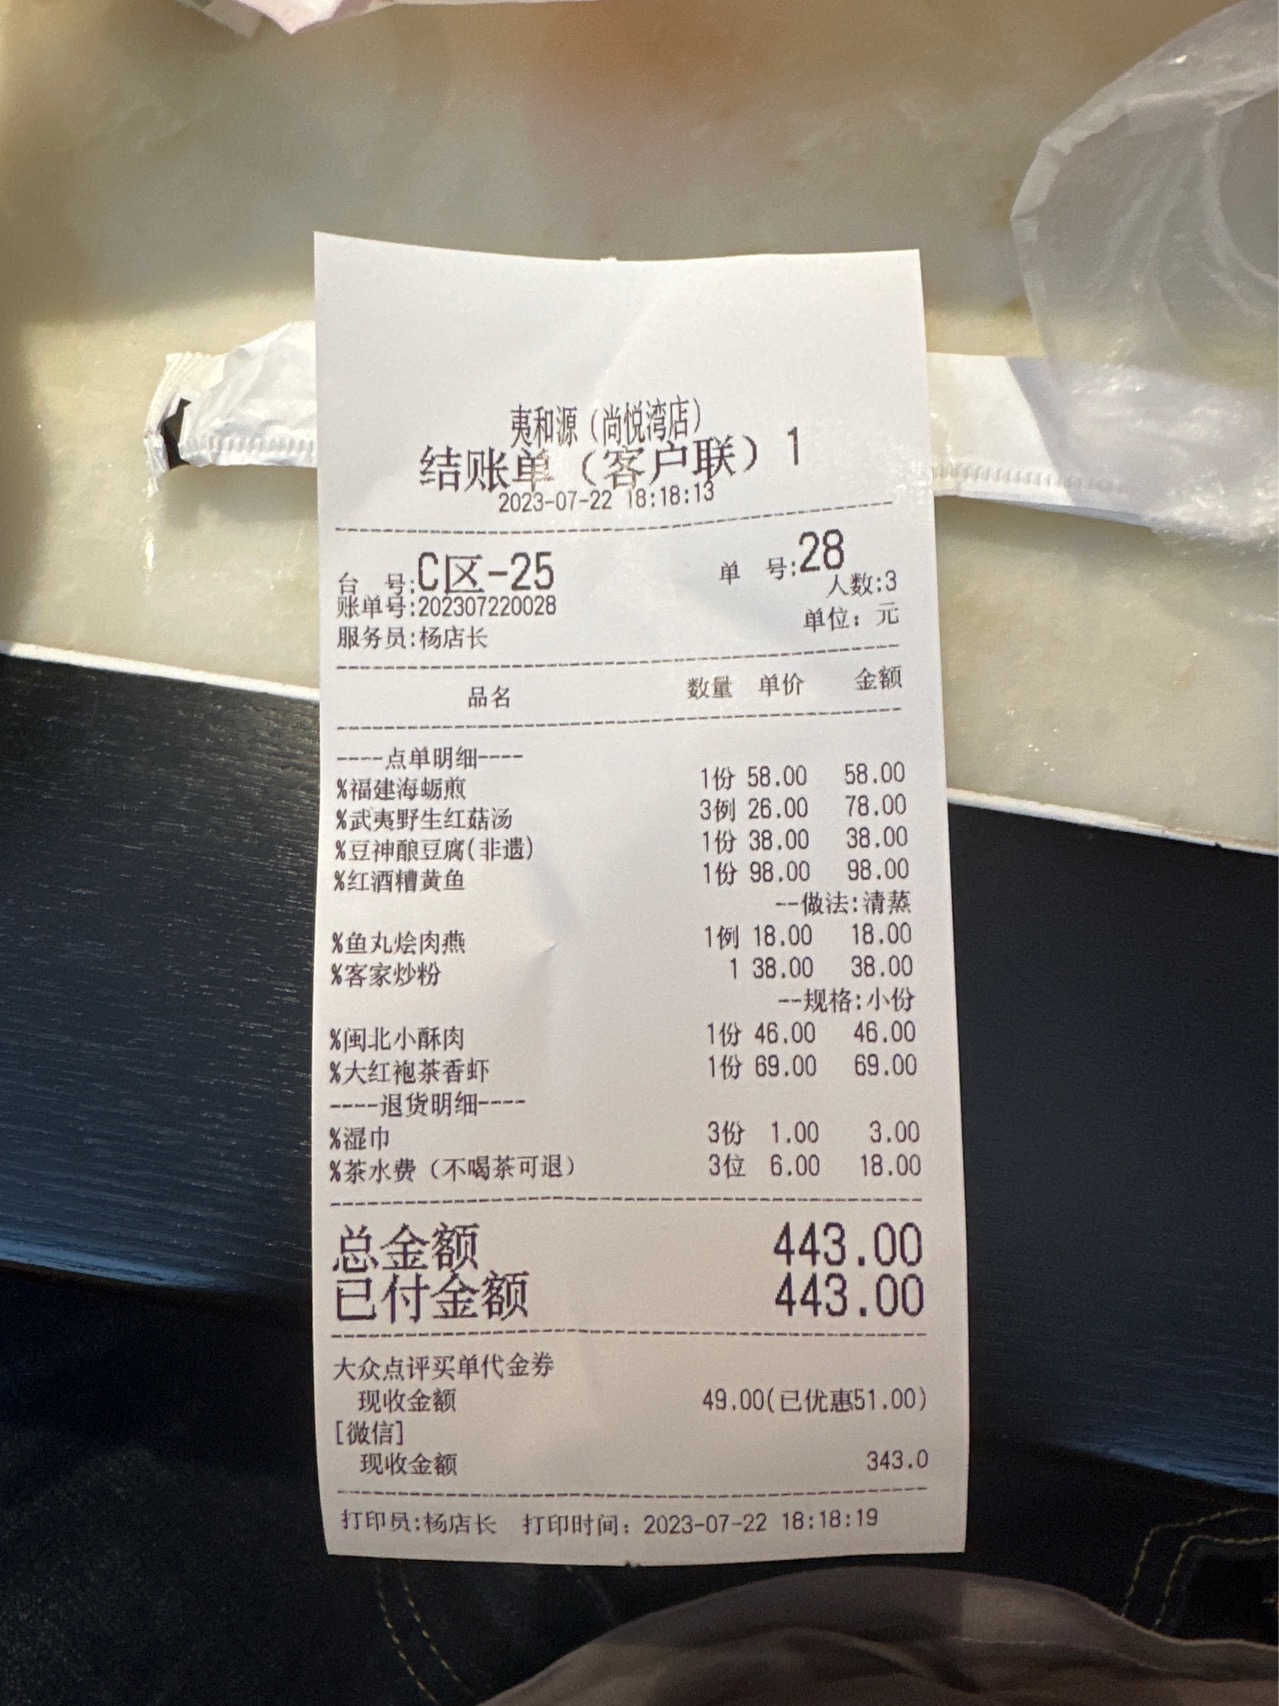 夷和源（尚悦湾店）
结账单（客户联）1
2023-07-22 18:18:13
台 号:C区-25 单 号:28
人数:3
账单号:202307220028
单位：元
服务员:杨店长
品名 数量 单价 金额
----点单明细----
%福建海蛎煎 1份 58.00 58.00
%武夷野生红菇汤 3例 26.00 78.00
%豆神酿豆腐(非遗) 1份 38.00 38.00
%红酒糟黄鱼 1份 98.00 98.00
--做法:清蒸
%鱼丸烩肉燕 1例 18.00 18.00
%客家炒粉 1 38.00 38.00
--规格:小份
%闽北小酥肉 1份 46.00 46.00
%大红袍茶香虾 1份 69.00 69.00
----退货明细----
%湿巾 3份 1.00 3.00
%茶水费（不喝茶可退） 3位 6.00 18.00
总金额 443.00
已付金额 443.00
大众点评买单代金券
现收金额 49.00(已优惠51.00)
[微信]
现收金额 343.0
打印员:杨店长 打印时间：2023-07-22 18:18:19